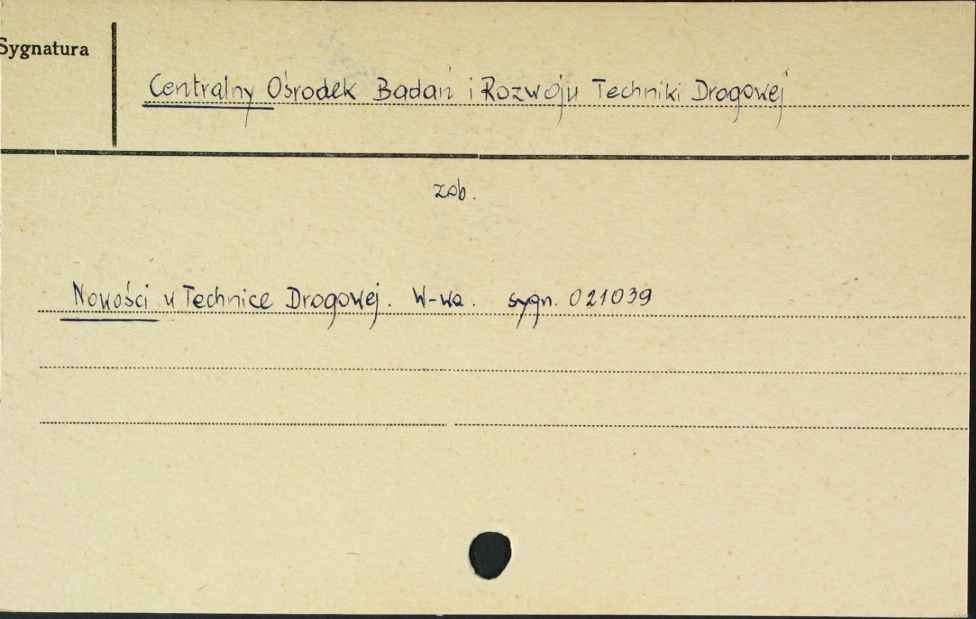 Sygnatura
Centralny Ośrodek Badań i Rozwoju Techniki Drogowej
zob.
Nowości w Technice Drogowej. W-wa. sygn. 021039